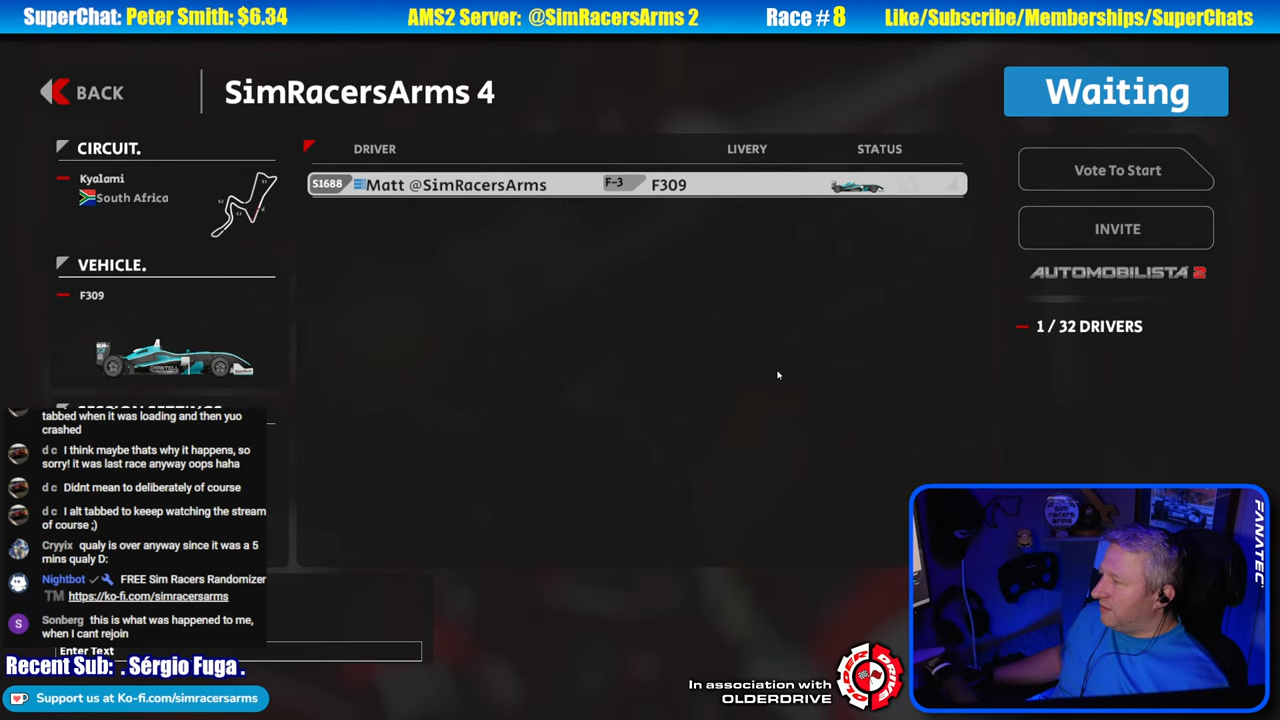 SuperChat: Peter Smith: $6.34
AMS2 Server: @SimRacersArms 2
Race # 8
Like/Subscribe/Memberships/SuperChats
BACK
SimRacersArms 4
Waiting
CIRCUIT.
Kyalami
South Africa
VEHICLE.
F309
DRIVER
LIVERY
STATUS
S1688
Matt @SimRacersArms
F-3
F309
Vote To Start
INVITE
AUTOMOBILISTA 2
1 / 32 DRIVERS
tabbed when it was loading and then yuo
crashed
d c I think maybe thats why it happens, so
sorry! it was last race anyway oops haha
d c Didnt mean to deliberately of course
d c I alt tabbed to keeep watching the stream
of course ;)
Cryyix qualy is over anyway since it was a 5
mins qualy D:
Nightbot FREE Sim Racers Randomizer
TM https://ko-fi.com/simracersarms
S
Sonberg this is what was happened to me,
when I cant rejoin
Enter Text
Recent Sub: . Sérgio Fuga .
Support us at Ko-fi.com/simracersarms
In association with
OLDERDRIVE
OLDER
DRIVE
sim
racers
arms
FANATEC